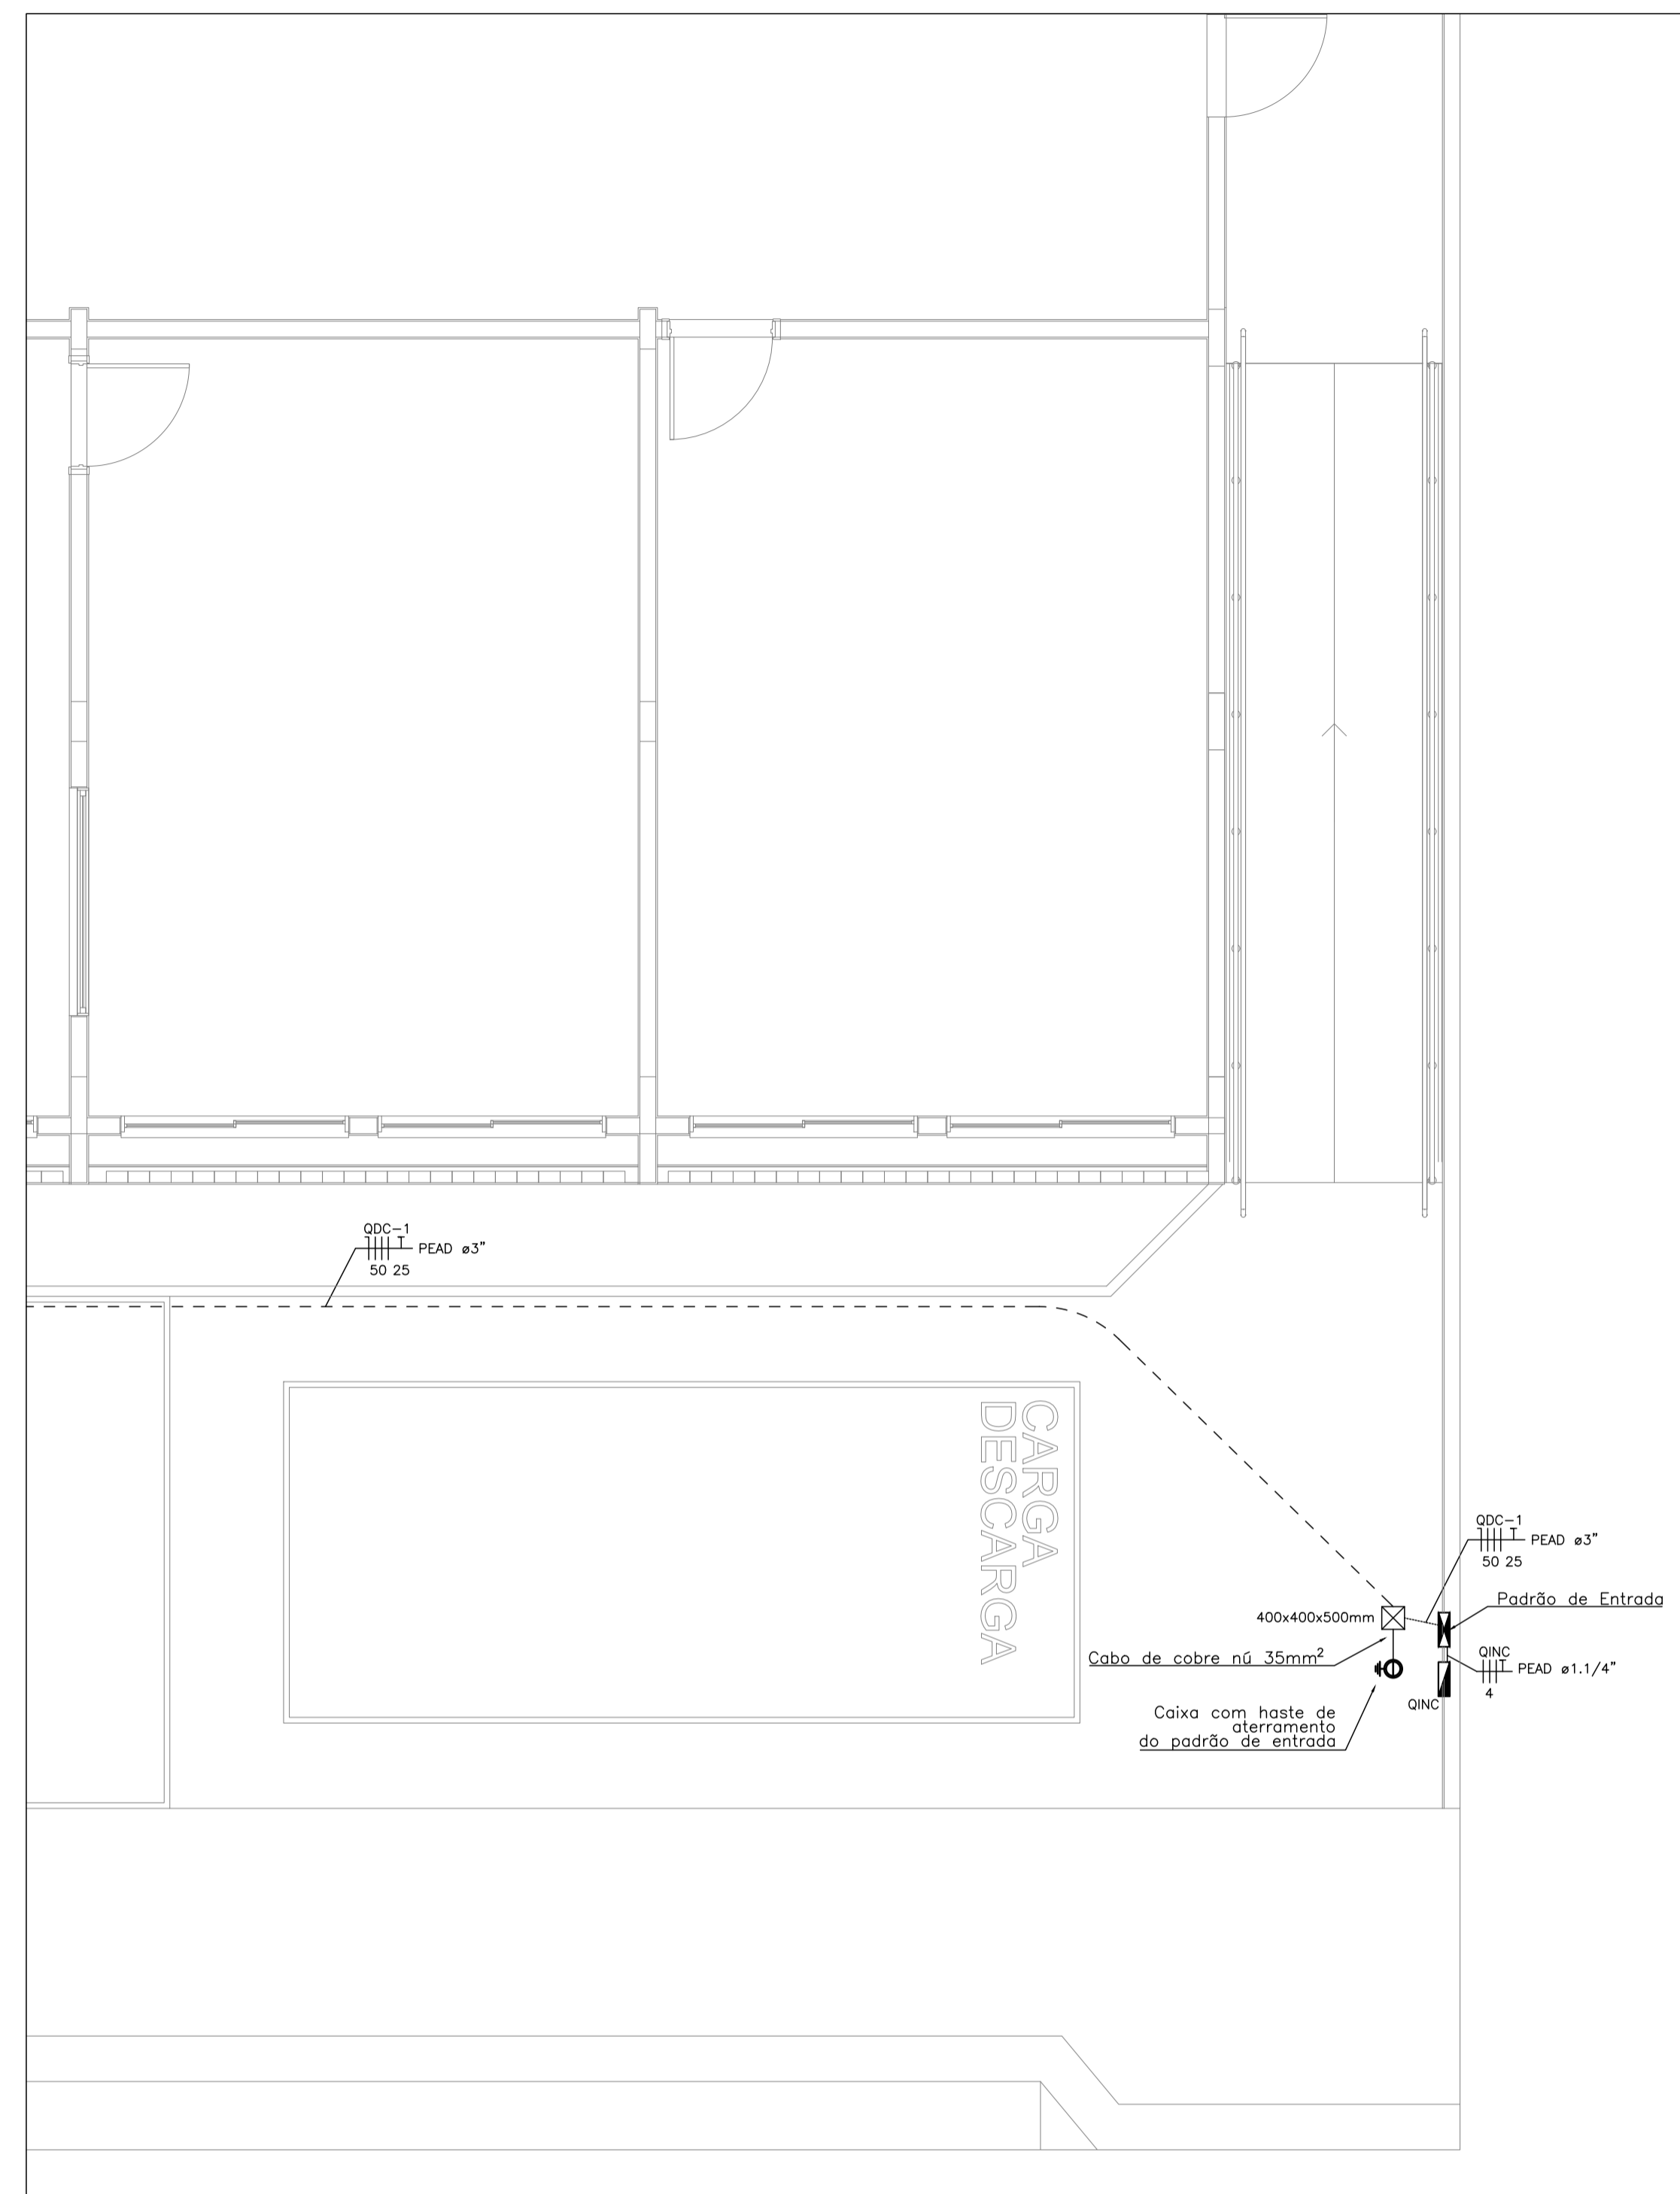 QDC-1
PEAD ø3"
50 25
CARGA
DESCARGA
QDC-1
PEAD ø3"
50 25
Padrão de Entrada
400x400x500mm
Cabo de cobre nú 35mm²
QINC
PEAD ø1.1/4"
4
QINC
Caixa com haste de
aterramento
do padrão de entrada